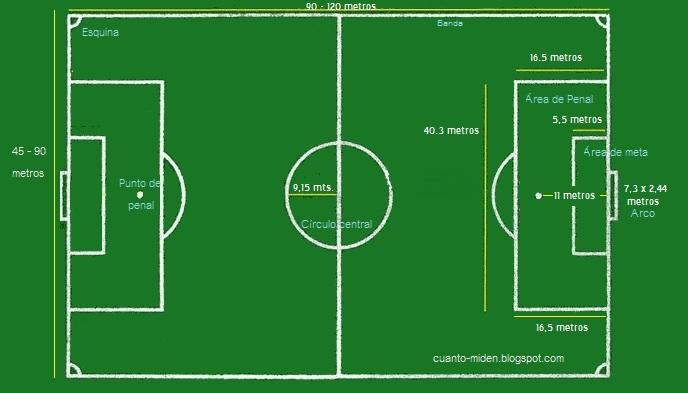 90 - 120 metros
Esquina
Banda
16.5 metros
Área de Penal
5,5 metros
40.3 metros
45 - 90
metros
Área de meta
Punto de
penal
9,15 mts.
11 metros
7,3 x 2,44
metros
Arco
Círculo central
16,5 metros
cuanto-miden.blogspot.com